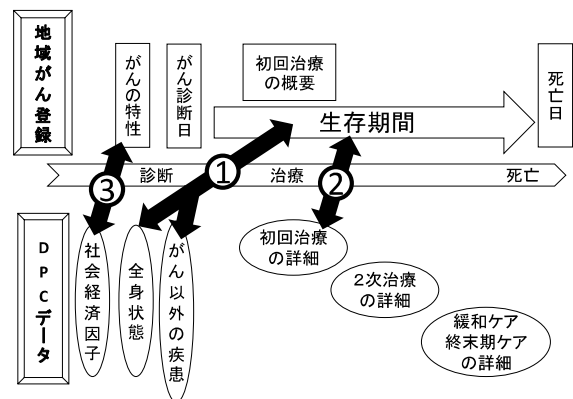 地域がん登録
がんの特性
がん診断日
初回治療
の概要
生存期間
死亡日
診断
①
治療
②
死亡
③
DPCデータ
社会経済因子
全身状態
がん以外の疾患
初回治療
の詳細
2次治療
の詳細
緩和ケア
終末期ケア
の詳細